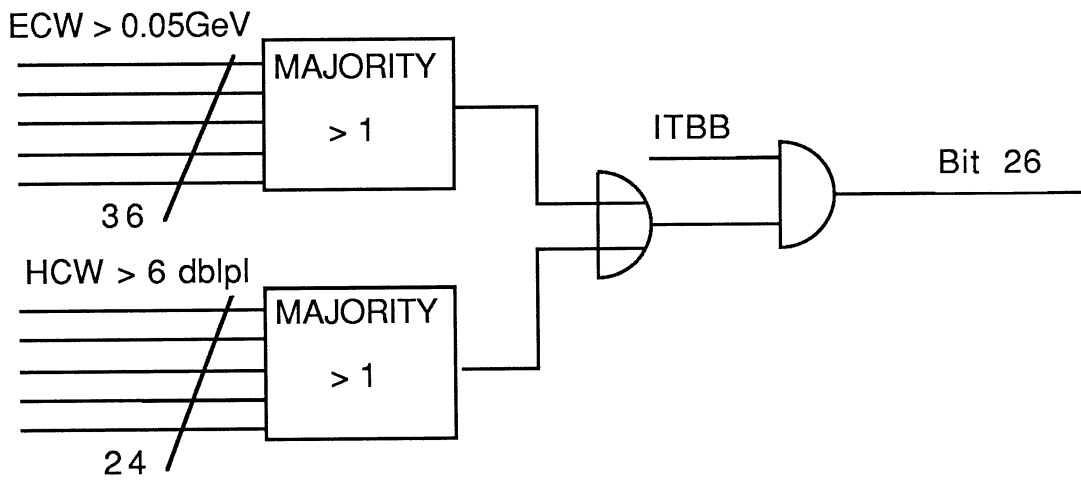 ECW > 0.05GeV
MAJORITY
> 1
36
ITBB
Bit 26
HCW > 6 dblpl
MAJORITY
> 1
24